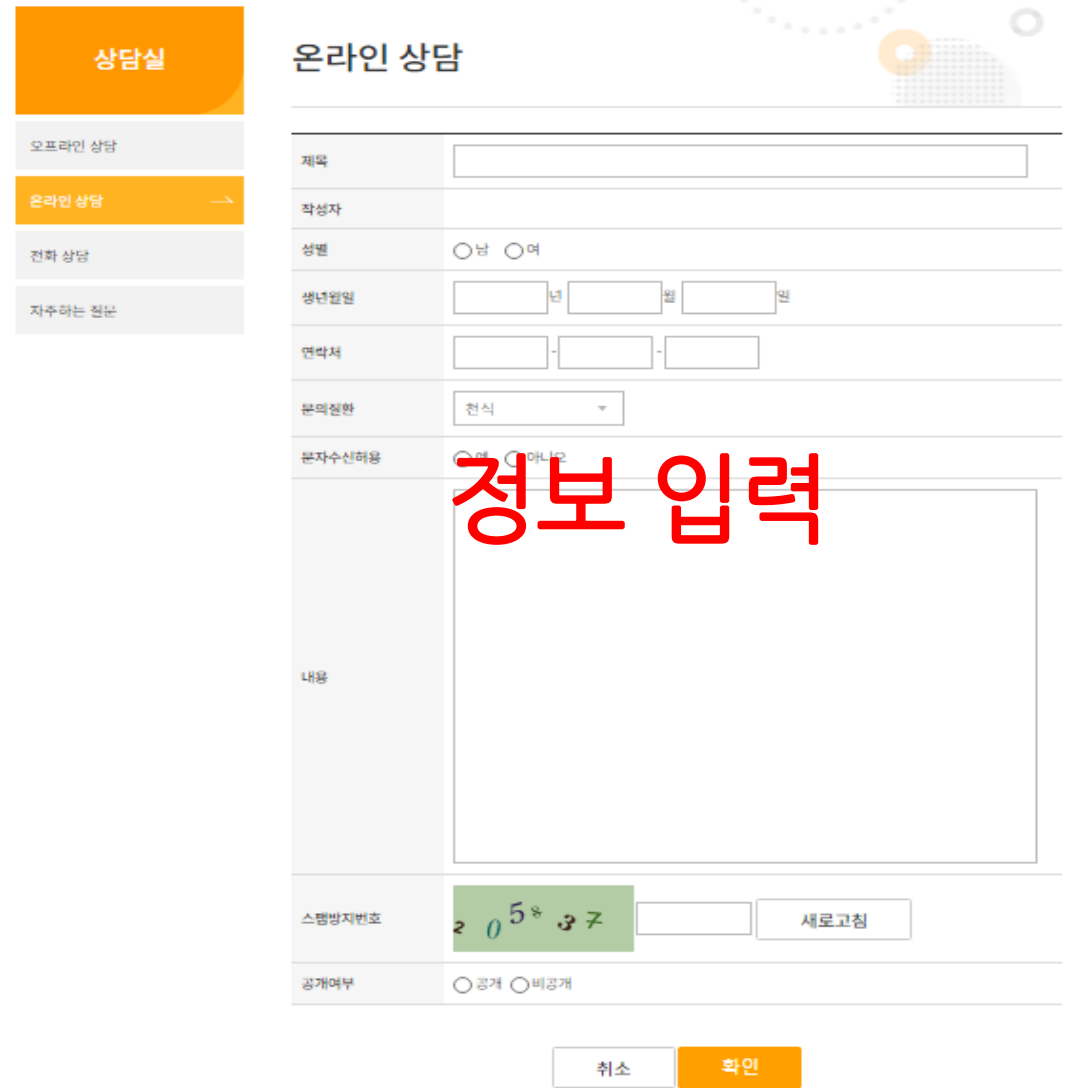 상담실
오프라인 상담
온라인 상담
전화 상담
자주하는 질문
온라인 상담
제목
작성자
성별 남 여
생년월일 년 월 일
연락처 - -
문의질환 천식
문자수신허용 예 아니오
정보 입력
내용
스팸방지번호 2 0 5 8 3 7 새로고침
공개여부 공개 비공개
취소 확인